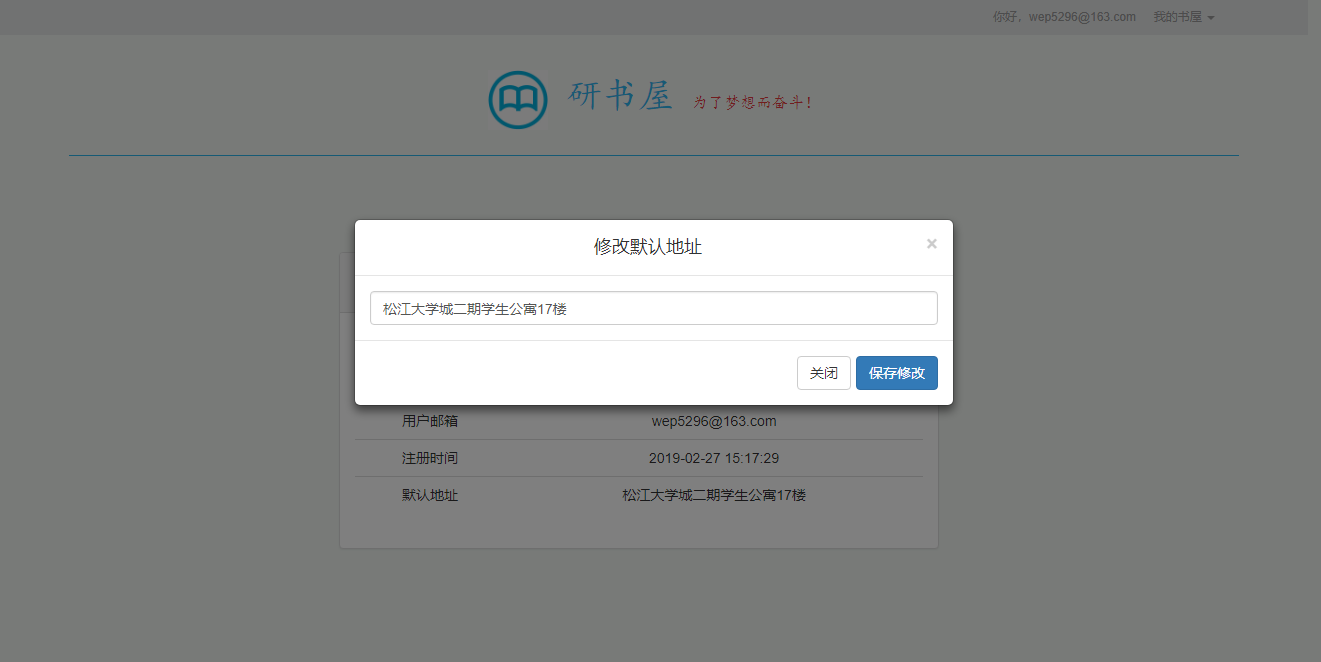 你好，wep5296@163.com 我的书屋
研书屋 为了梦想而奋斗！
修改默认地址 ×
松江大学城二期学生公寓17楼
关闭 保存修改
用户邮箱 wep5296@163.com
注册时间 2019-02-27 15:17:29
默认地址 松江大学城二期学生公寓17楼